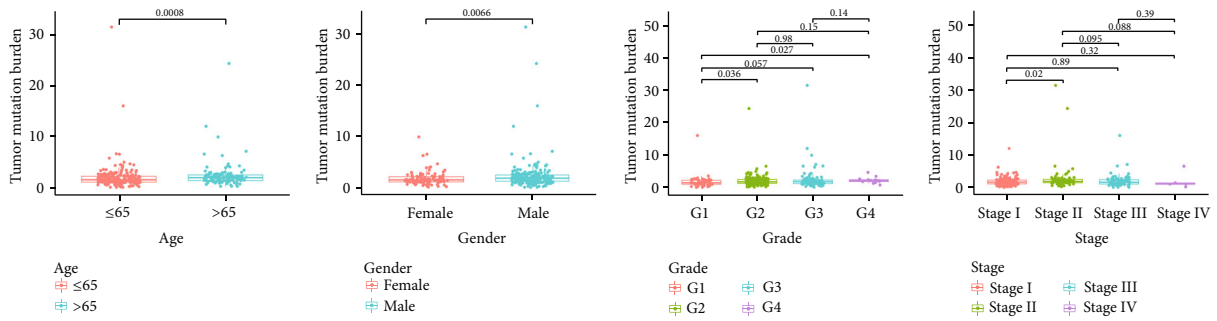 Tumor mutation burden
30
20
10
0
0.0008
≤65
>65
Age
Age
≤65
>65
Tumor mutation burden
30
20
10
0
0.0066
Female
Male
Gender
Gender
Female
Male
Tumor mutation burden
50
40
30
20
10
0
0.14
0.15
0.98
0.027
0.057
0.036
G1
G2
G3
G4
Grade
Grade
G1
G2
G3
G4
Tumor mutation burden
50
40
30
20
10
0
0.39
0.088
0.095
0.32
0.89
0.02
Stage I
Stage II
Stage III
Stage IV
Stage
Stage
Stage I
Stage II
Stage III
Stage IV